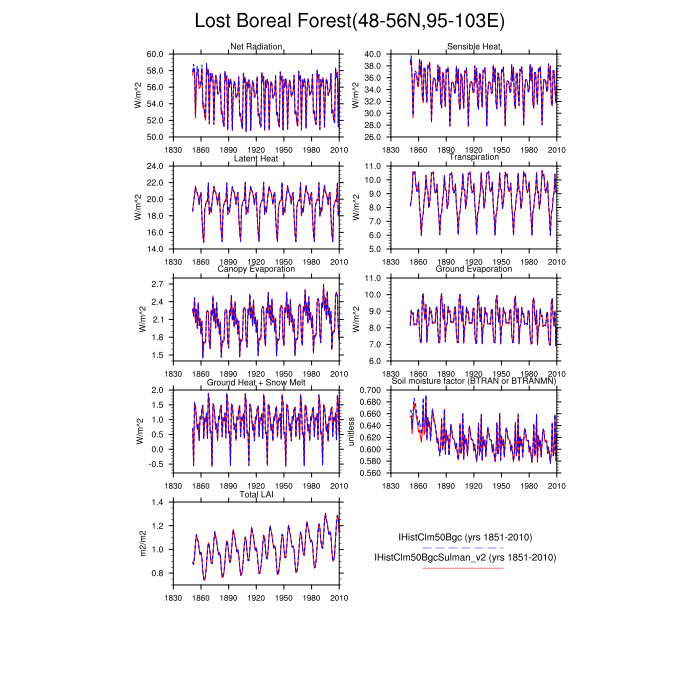 Lost Boreal Forest(48-56N,95-103E)
Net Radiation
W/m^2
60.0
58.0
56.0
54.0
52.0
50.0
1830 1860 1890 1920 1950 1980 2010
Sensible Heat
W/m^2
40.0
38.0
36.0
34.0
32.0
30.0
28.0
26.0
1830 1860 1890 1920 1950 1980 2010
Latent Heat
W/m^2
24.0
22.0
20.0
18.0
16.0
14.0
1830 1860 1890 1920 1950 1980 2010
Transpiration
W/m^2
11.0
10.0
9.0
8.0
7.0
6.0
5.0
1830 1860 1890 1920 1950 1980 2010
Canopy Evaporation
W/m^2
2.7
2.4
2.1
1.8
1.5
1830 1860 1890 1920 1950 1980 2010
Ground Evaporation
W/m^2
11.0
10.0
9.0
8.0
7.0
6.0
1830 1860 1890 1920 1950 1980 2010
Ground Heat + Snow Melt
W/m^2
2.0
1.5
1.0
0.5
0.0
-0.5
1830 1860 1890 1920 1950 1980 2010
Soil moisture factor (BTRAN or BTRANMN)
unitless
0.700
0.680
0.660
0.640
0.620
0.600
0.580
0.560
1830 1860 1890 1920 1950 1980 2010
Total LAI
m2/m2
1.4
1.2
1.0
0.8
1830 1860 1890 1920 1950 1980 2010
IHistClm50Bgc (yrs 1851-2010)
IHistClm50BgcSulman_v2 (yrs 1851-2010)